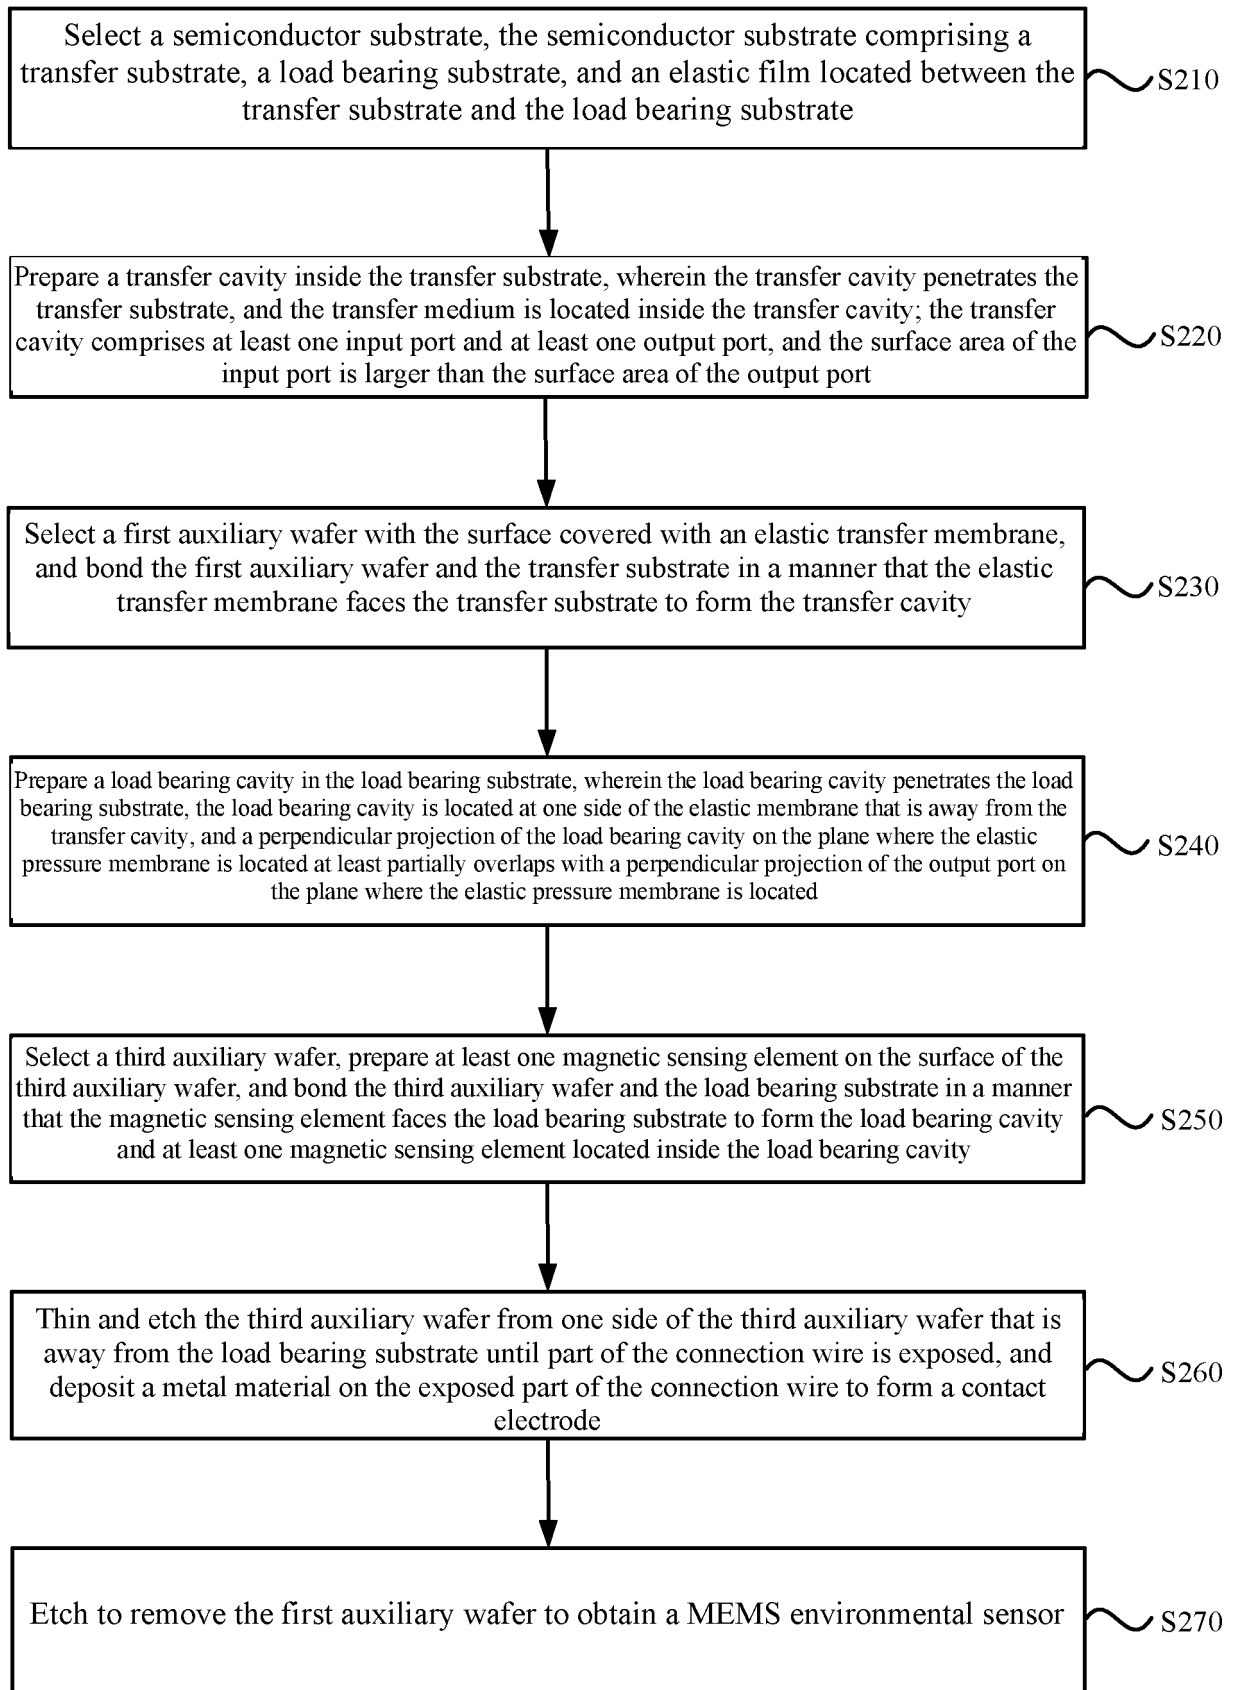 Select a semiconductor substrate, the semiconductor substrate comprising a
transfer substrate, a load bearing substrate, and an elastic film located between the
transfer substrate and the load bearing substrate
S210
Prepare a transfer cavity inside the transfer substrate, wherein the transfer cavity penetrates the
transfer substrate, and the transfer medium is located inside the transfer cavity; the transfer
cavity comprises at least one input port and at least one output port, and the surface area of the
input port is larger than the surface area of the output port
S220
Select a first auxiliary wafer with the surface covered with an elastic transfer membrane,
and bond the first auxiliary wafer and the transfer substrate in a manner that the elastic
transfer membrane faces the transfer substrate to form the transfer cavity
S230
Prepare a load bearing cavity in the load bearing substrate, wherein the load bearing cavity penetrates the load
bearing substrate, the load bearing cavity is located at one side of the elastic membrane that is away from the
transfer cavity, and a perpendicular projection of the load bearing cavity on the plane where the elastic
pressure membrane is located at least partially overlaps with a perpendicular projection of the output port on
the plane where the elastic pressure membrane is located
S240
Select a third auxiliary wafer, prepare at least one magnetic sensing element on the surface of the
third auxiliary wafer, and bond the third auxiliary wafer and the load bearing substrate in a manner
that the magnetic sensing element faces the load bearing substrate to form the load bearing cavity
and at least one magnetic sensing element located inside the load bearing cavity
S250
Thin and etch the third auxiliary wafer from one side of the third auxiliary wafer that is
away from the load bearing substrate until part of the connection wire is exposed, and
deposit a metal material on the exposed part of the connection wire to form a contact
electrode
S260
Etch to remove the first auxiliary wafer to obtain a MEMS environmental sensor
S270